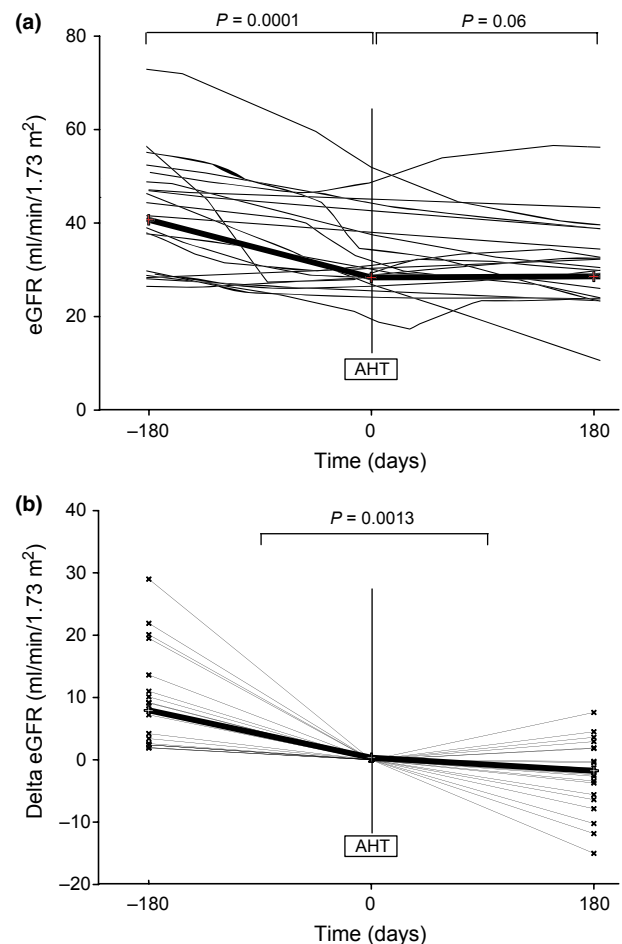 (a)
P = 0.0001
P = 0.06
80
60
40
20
0
eGFR (ml/min/1.73 m²)
AHT
–180
0
180
Time (days)
(b)
P = 0.0013
40
30
20
10
0
–10
–20
Delta eGFR (ml/min/1.73 m²)
AHT
–180
0
180
Time (days)